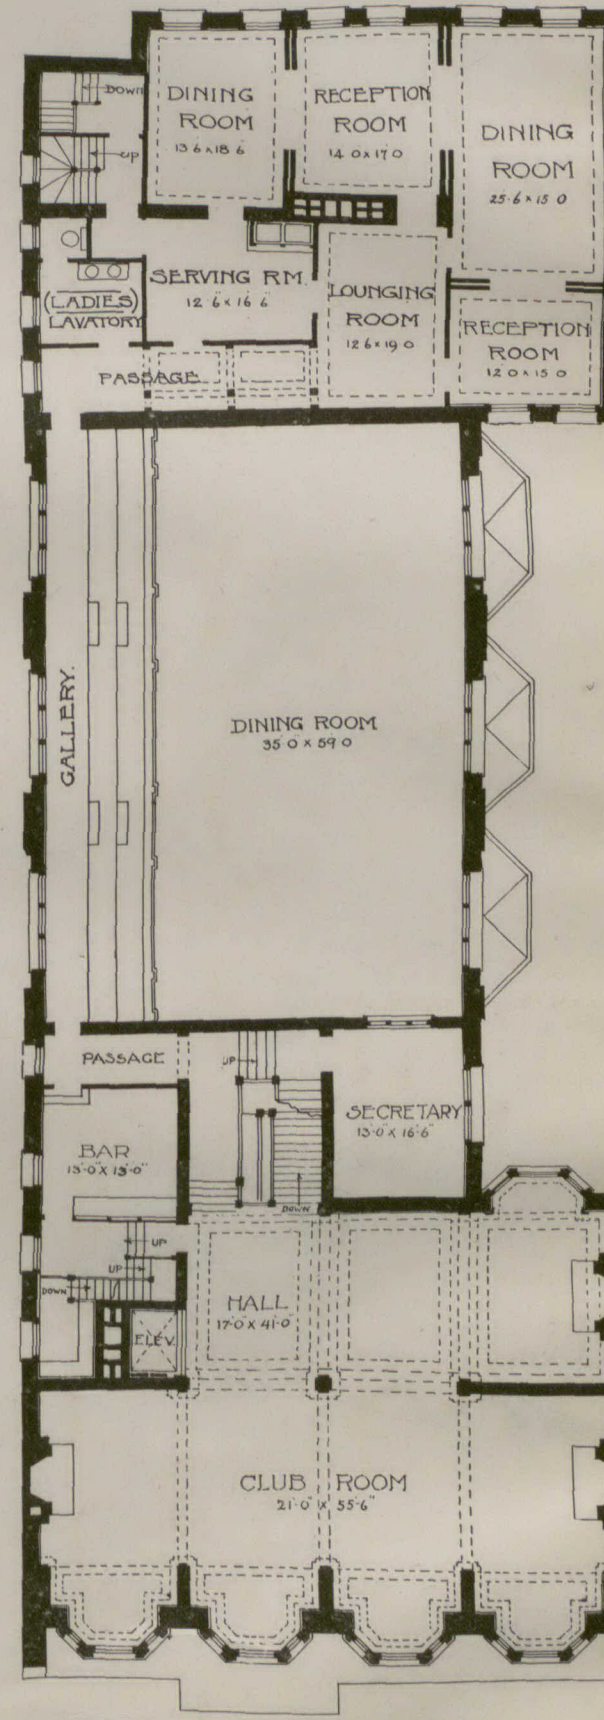 DOWN
UP
DINING
ROOM
13 6 x 18 6
RECEPTION
ROOM
14 0 x 17 0
DINING
ROOM
25·6 x 15 0
(LADIES)
LAVATORY
SERVING RM.
12 6 x 16 6
LOUNGING
ROOM
12 6 x 19 0
RECEPTION
ROOM
12 0 x 15 0
PASSAGE
GALLERY.
DINING ROOM
35 0 x 59 0
PASSAGE
UP
SECRETARY
13-0" x 16-6"
BAR
13-0" x 13-0"
DOWN
UP
UP
DOWN
ELEV.
HALL
17-0" x 41-0"
CLUB ROOM
21-0" x 55-6"